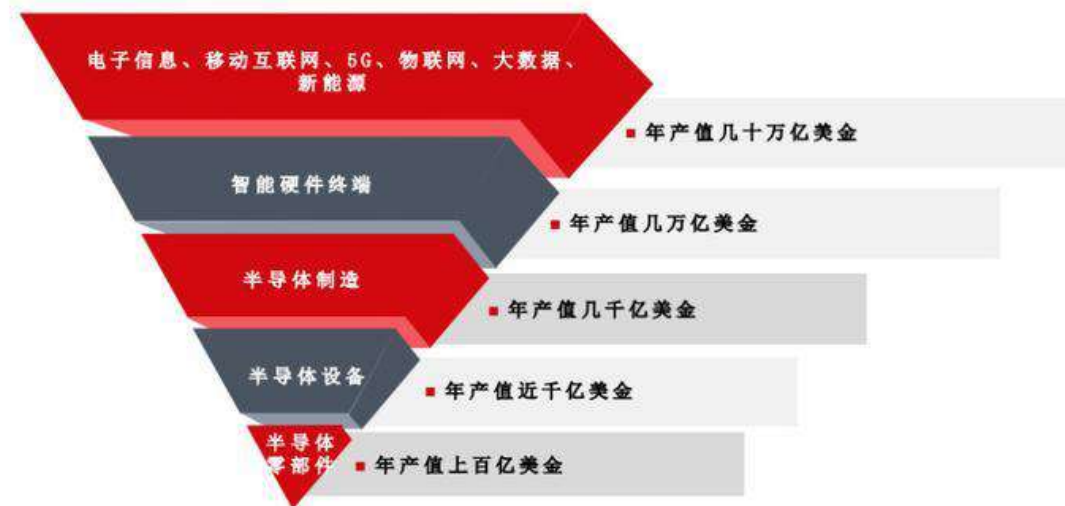 电子信息、移动互联网、5G、物联网、大数据、
新能源
年产值几十万亿美金
智能硬件终端
年产值几万亿美金
半导体制造
年产值几千亿美金
半导体设备
年产值近千亿美金
半导体
零部件
年产值上百亿美金